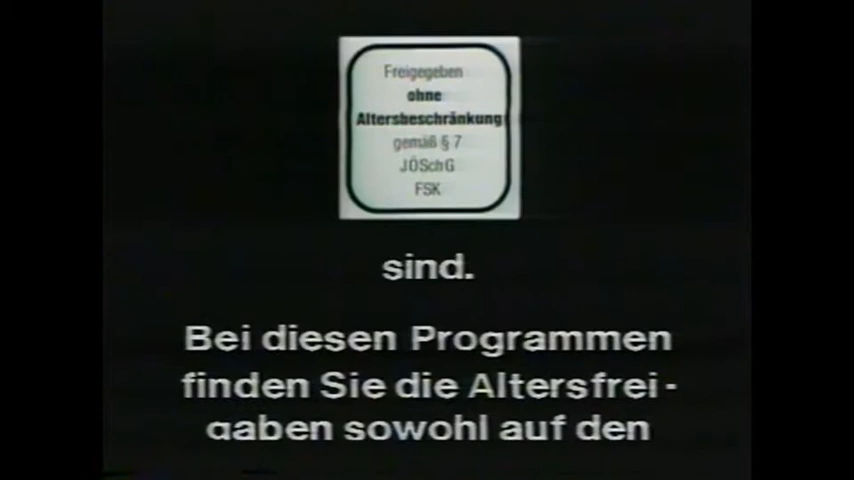 Freigegeben
ohne
Altersbeschränkung
gemäß § 7
JÖSchG
FSK
sind.
Bei diesen Programmen
finden Sie die Altersfrei-
gaben sowohl auf den